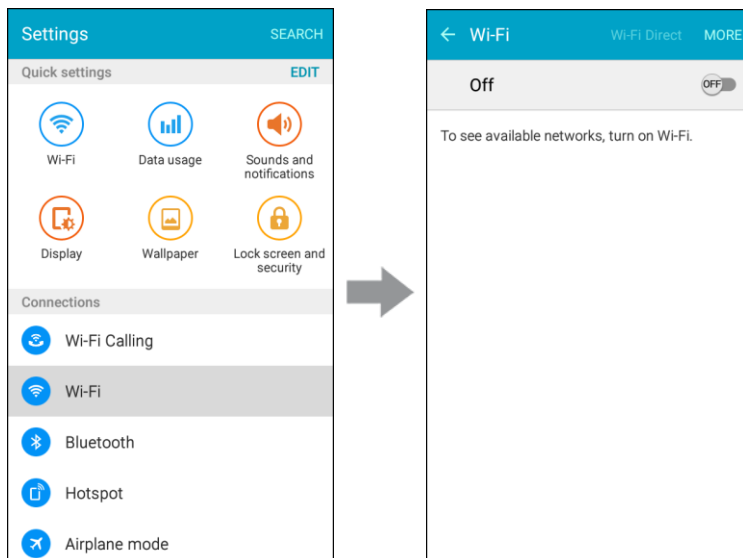 Settings SEARCH
Quick settings EDIT
Wi-Fi Data usage Sounds and
notifications
Display Wallpaper Lock screen and
security
Connections
Wi-Fi Calling
Wi-Fi
Bluetooth
Hotspot
Airplane mode
Wi-Fi Wi-Fi Direct MORE
Off OFF
To see available networks, turn on Wi-Fi.